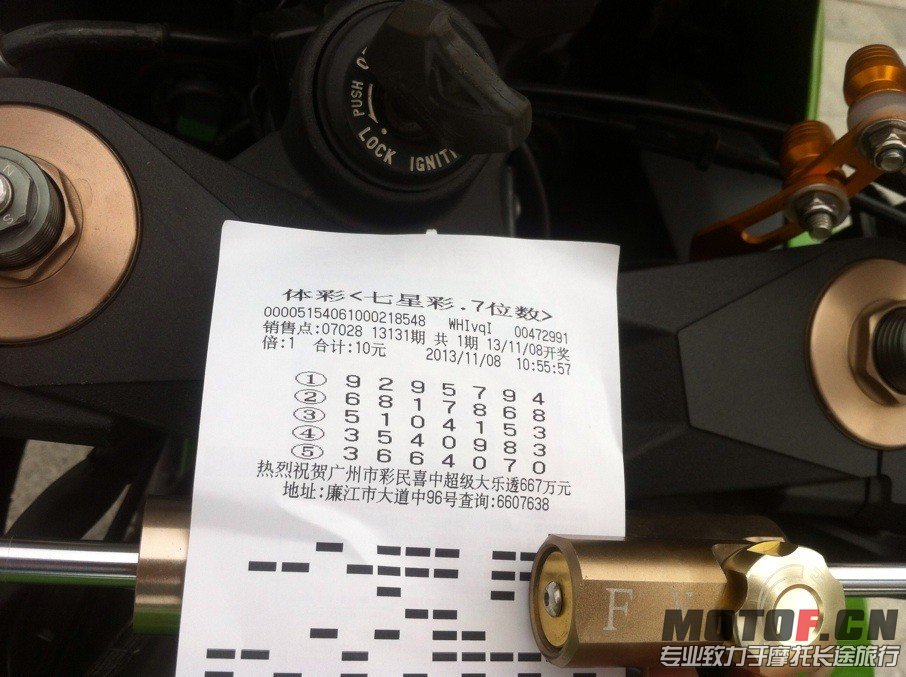 PUSH
LOCK
体彩<七星彩.7位数>
00005154061000218548 WHIvqI 00472991
销售点:07028 13131期 共 1期 13/11/08开奖
倍:1 合计:10元 2013/11/08 10:55:57
① 9 2 9 5 7 9 4
② 6 8 1 7 8 6 8
③ 5 1 0 4 1 5 3
④ 3 5 4 0 9 8 3
⑤ 3 6 6 4 0 7 0
热烈祝贺广州市彩民喜中超级大乐透667万元
地址:廉江市大道中96号查询:6607638
F
MOTOF.CN
专业致力于摩托长途旅行